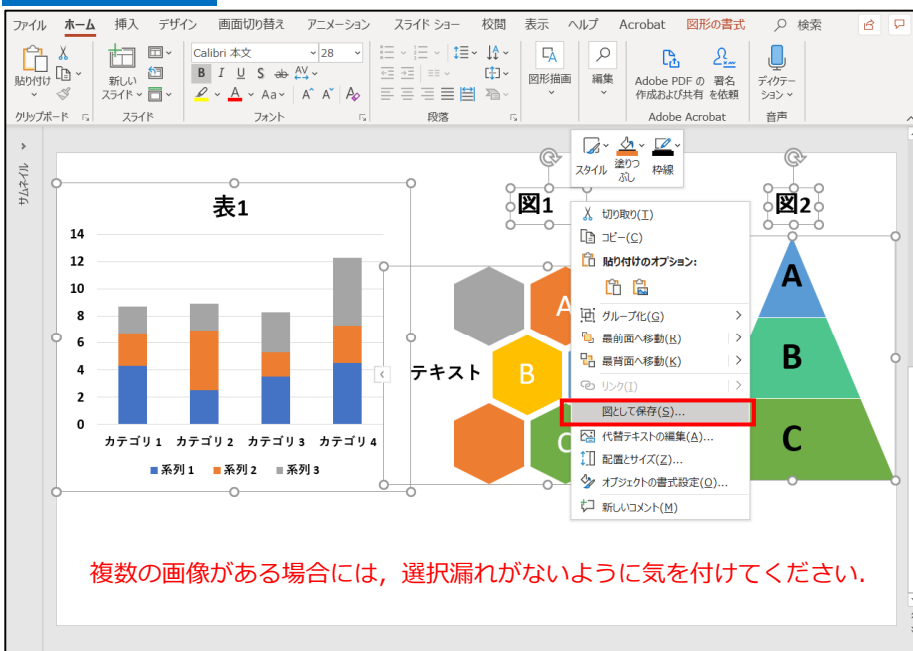 ファイル ホーム 挿入 デザイン 画面切り替え アニメーション スライド ショー 校閲 表示 ヘルプ Acrobat 図形の書式 検索
貼り付け
新しい
スライド
Calibri 本文 28
B I U S ab AV
A Aa A A A
図形描画
編集
Adobe PDF の
作成および共有
署名
を依頼
ディクテー
ション
クリップボード スライド フォント 段落 Adobe Acrobat 音声
サムネイル
スタイル 塗りつ
ぶし 枠線
表1
図1
図2
14
12
10
8
6
4
2
0
カテゴリ 1 カテゴリ 2 カテゴリ 3 カテゴリ 4
系列 1 系列 2 系列 3
テキスト
A
B
C
切り取り(T)
コピー(C)
貼り付けのオプション:
グループ化(G)
最前面へ移動(R)
最背面へ移動(K)
リンク(I)
図として保存(S)...
代替テキストの編集(A)...
配置とサイズ(Z)...
オブジェクトの書式設定(O)...
新しいコメント(M)
A
B
C
複数の画像がある場合には，選択漏れがないように気を付けてください.